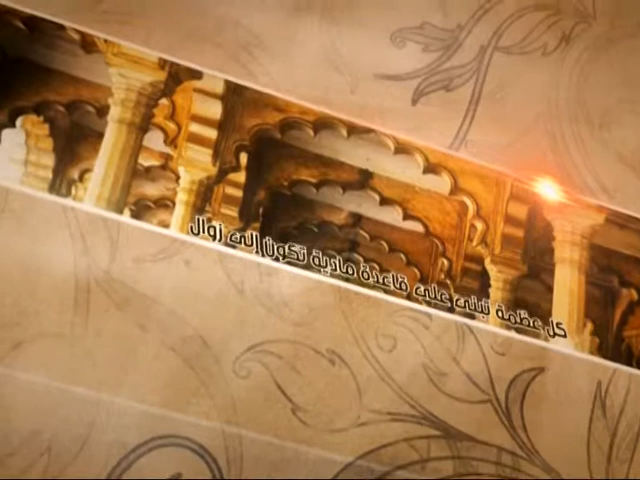 كل عظمة تبنى على قاعدة مادية تكون إلى زوال